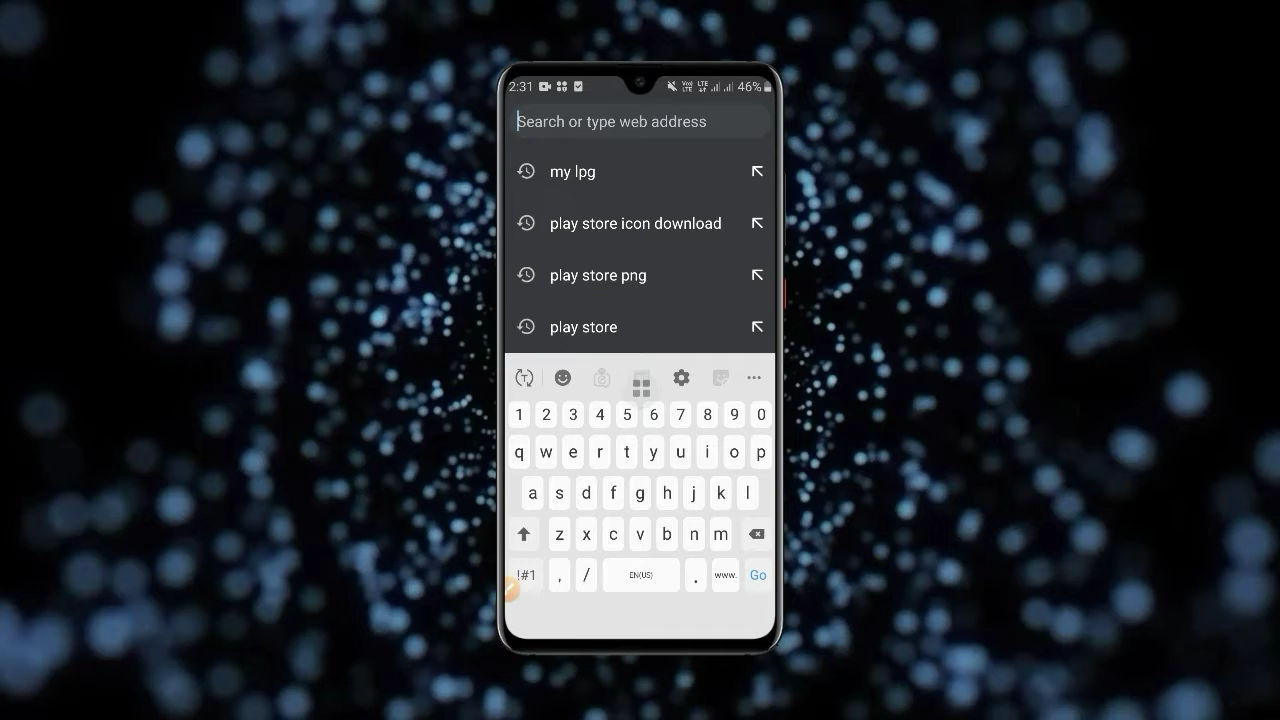 2:31 46%
Search or type web address
my lpg
play store icon download
play store png
play store
1 2 3 4 5 6 7 8 9 0
q w e r t y u i o p
a s d f g h j k l
z x c v b n m
!#1 , / EN(US) . www. Go